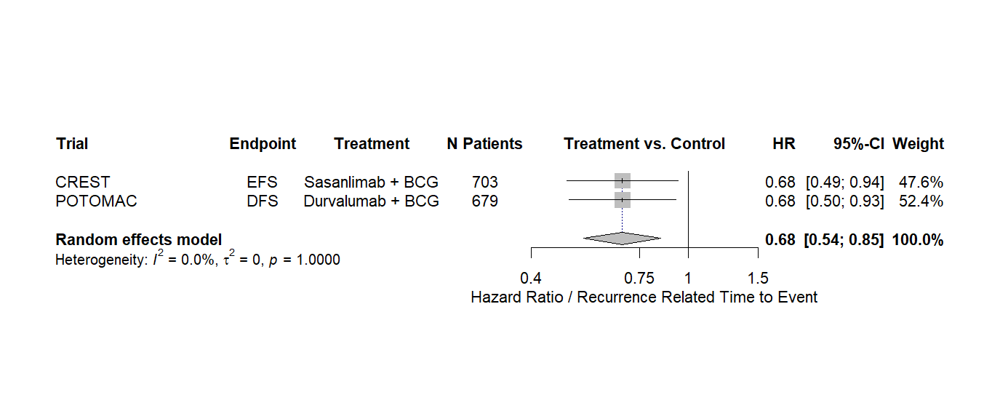 Trial Endpoint Treatment N Patients Treatment vs. Control HR 95%-CI Weight
CREST EFS Sasanlimab + BCG 703 0.68 [0.49; 0.94] 47.6%
POTOMAC DFS Durvalumab + BCG 679 0.68 [0.50; 0.93] 52.4%
Random effects model 0.68 [0.54; 0.85] 100.0%
Heterogeneity: I² = 0.0%, τ² = 0, p = 1.0000
0.4 0.75 1 1.5
Hazard Ratio / Recurrence Related Time to Event